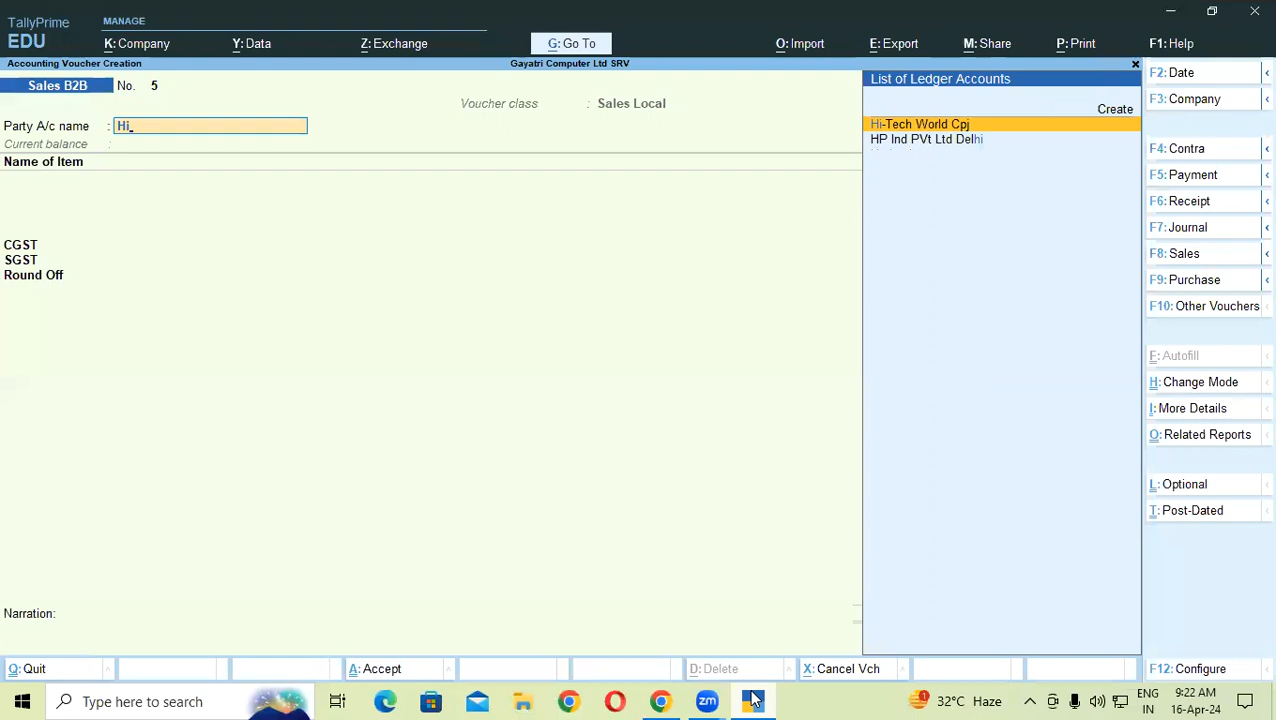 TallyPrime
EDU
MANAGE
K: Company
Y: Data
Z: Exchange
G: Go To
O: Import
E: Export
M: Share
P: Print
F1: Help
Accounting Voucher Creation
Gayatri Computer Ltd SRV
Sales B2B
No. 5
Voucher class : Sales Local
Party A/c name : Hi
Current balance :
Name of Item
CGST
SGST
Round Off
Narration:
List of Ledger Accounts
Create
Hi-Tech World Cpj
HP Ind PVt Ltd Delhi
F2: Date
F3: Company
F4: Contra
F5: Payment
F6: Receipt
F7: Journal
F8: Sales
F9: Purchase
F10: Other Vouchers
F: Autofill
H: Change Mode
I: More Details
O: Related Reports
L: Optional
T: Post-Dated
Q: Quit
A: Accept
D: Delete
X: Cancel Vch
F12: Configure
Type here to search
32°C Haze
ENG
IN
9:22 AM
16-Apr-24